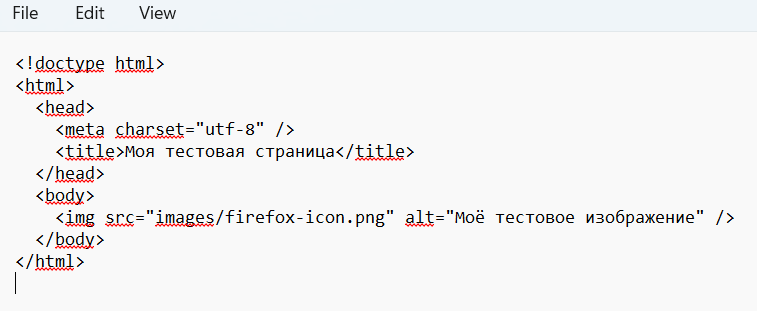 File Edit View
<!doctype html>
<html>
  <head>
    <meta charset="utf-8" />
    <title>Моя тестовая страница</title>
  </head>
  <body>
    <img src="images/firefox-icon.png" alt="Моё тестовое изображение" />
  </body>
</html>